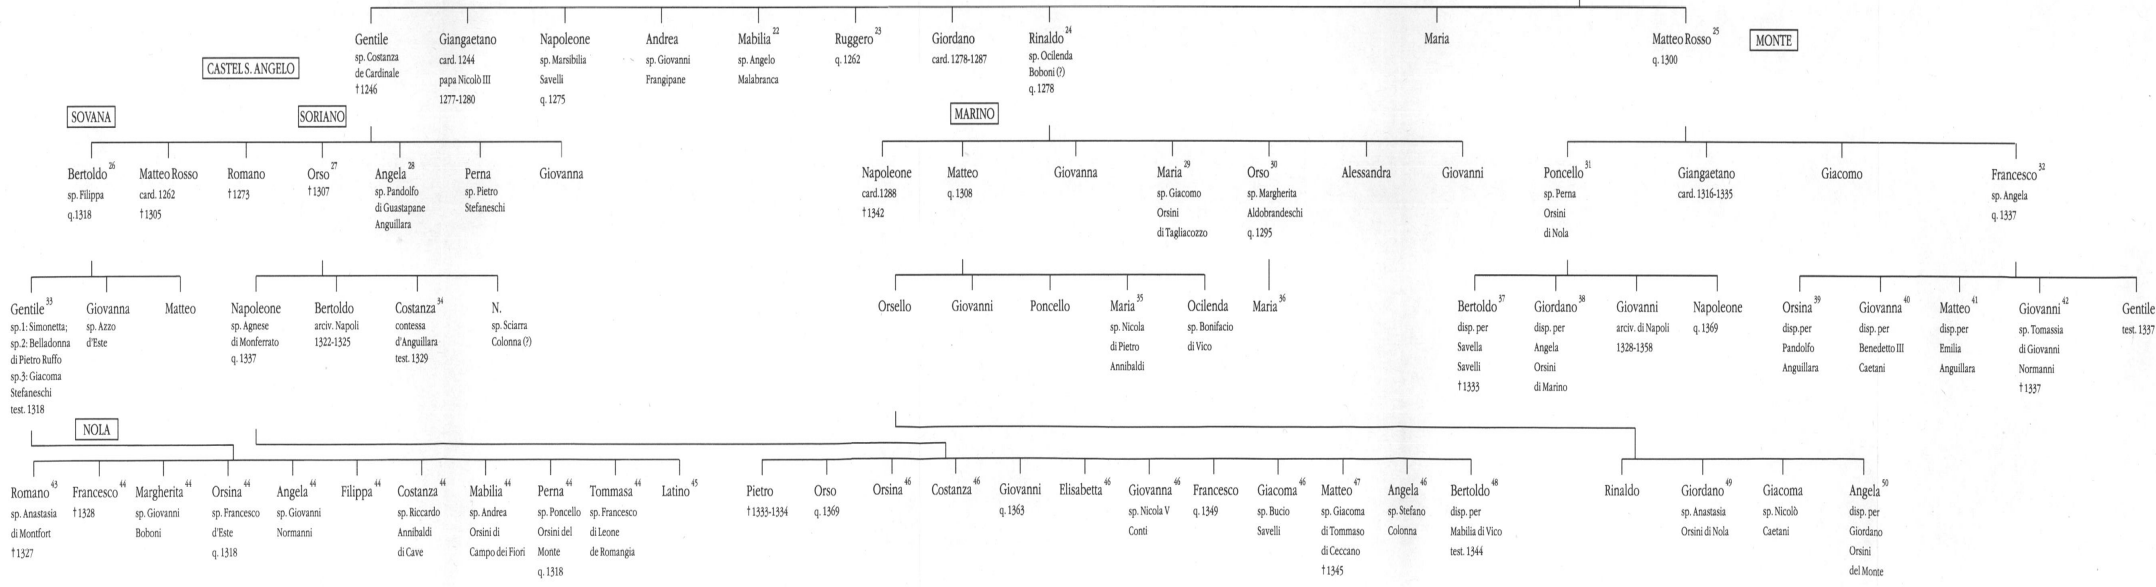 Gentile
sp. Costanza
de Cardinale
†1246
Giangaetano
card. 1244
papa Nicolò III
1277-1280
Napoleone
sp. Marsibilia
Savelli
q. 1275
Andrea
sp. Giovanni
Frangipane
Mabilia 22
sp. Angelo
Malabranca
Ruggero 23
q. 1262
Giordano
card. 1278-1287
Rinaldo 24
sp. Ocilenda
Boboni (?)
q. 1278
Maria
Matteo Rosso 25
q. 1300
MONTE
CASTEL S. ANGELO
SOVANA
SORIANO
MARINO
Bertoldo 26
sp. Filippa
q.1318
Matteo Rosso
card. 1262
†1305
Romano
†1273
Orso 27
†1307
Angela 28
sp. Pandolfo
di Guastapane
Anguillara
Perna
sp. Pietro
Stefaneschi
Giovanna
Napoleone
card.1288
†1342
Matteo
q. 1308
Giovanna
Maria 29
sp. Giacomo
Orsini
di Tagliacozzo
Orso 30
sp. Margherita
Aldobrandeschi
q. 1295
Alessandra
Giovanni
Poncello 31
sp. Perna
Orsini
di Nola
Giangaetano
card. 1316-1335
Giacomo
Francesco 32
sp. Angela
q. 1337
Gentile 33
sp.1: Simonetta;
sp.2: Belladonna
di Pietro Ruffo
sp.3: Giacoma
Stefaneschi
test. 1318
Giovanna
sp. Azzo
d'Este
Matteo
Napoleone
sp. Agnese
di Monferrato
q. 1337
Bertoldo
arciv. Napoli
1322-1325
Costanza 34
contessa
d'Anguillara
test. 1329
N.
sp. Sciarra
Colonna (?)
Orsello
Giovanni
Poncello
Maria 35
sp. Nicola
di Pietro
Annibaldi
Ocilenda
sp. Bonifacio
di Vico
Maria 36
Bertoldo 37
disp. per
Savella
Savelli
†1333
Giordano 38
disp. per
Angela
Orsini
di Marino
Giovanni
arciv. di Napoli
1328-1358
Napoleone
q. 1369
Orsina 39
disp.per
Pandolfo
Anguillara
Giovanna 40
disp. per
Benedetto III
Caetani
Matteo 41
disp.per
Emilia
Anguillara
Giovanni 42
sp. Tomassia
di Giovanni
Normanni
†1337
Gentile
test. 1337
NOLA
Romano 43
sp. Anastasia
di Montfort
†1327
Francesco 44
†1328
Margherita 44
sp. Giovanni
Boboni
Orsina 44
sp. Francesco
d'Este
q. 1318
Angela 44
sp. Giovanni
Normanni
Filippa 44
Costanza 44
sp. Riccardo
Annibaldi
di Cave
Mabilia 44
sp. Andrea
Orsini di
Campo dei Fiori
Perna 44
sp. Poncello
Orsini del
Monte
q. 1318
Tommasa 44
sp. Francesco
di Leone
de Romangia
Latino 45
Pietro
†1333-1334
Orso
q. 1369
Orsina 46
Costanza 46
Giovanni
q. 1363
Elisabetta 46
Giovanna 46
sp. Nicola V
Conti
Francesco
q. 1349
Giacoma 46
sp. Bucio
Savelli
Matteo 47
sp. Giacoma
di Tommaso
di Ceccano
†1345
Angela 46
sp. Stefano
Colonna
Bertoldo 48
disp. per
Mabilia di Vico
test. 1344
Rinaldo
Giordano 49
sp. Anastasia
Orsini di Nola
Giacoma
sp. Nicolò
Caetani
Angela 50
disp. per
Giordano
Orsini
del Monte